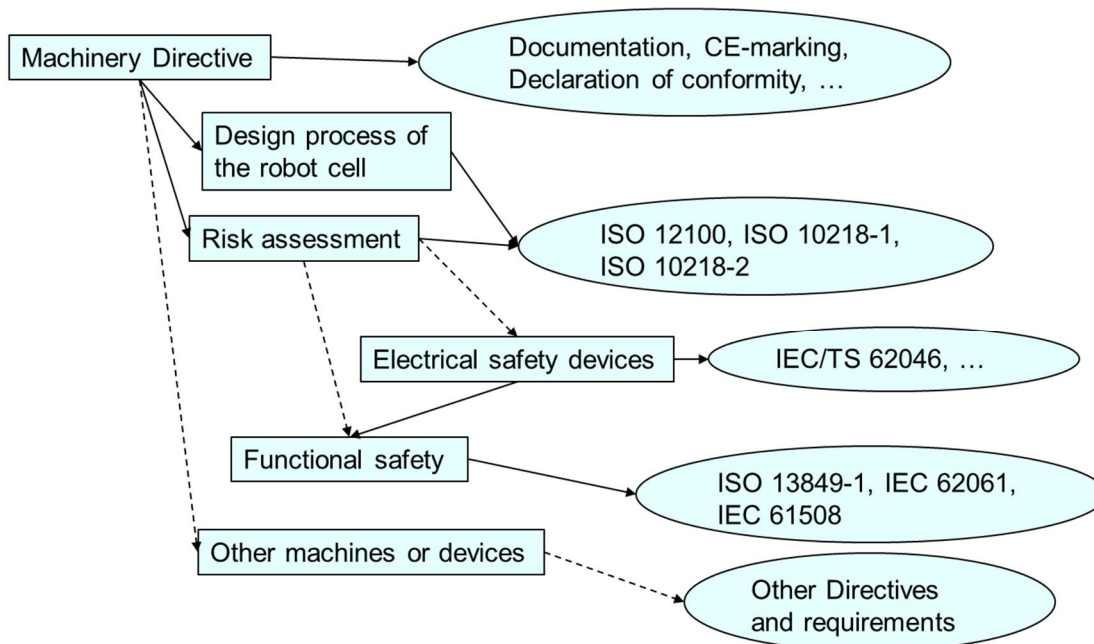 Machinery Directive
Documentation, CE-marking,
Declaration of conformity, …
Design process of
the robot cell
Risk assessment
ISO 12100, ISO 10218-1,
ISO 10218-2
Electrical safety devices
IEC/TS 62046, …
Functional safety
ISO 13849-1, IEC 62061,
IEC 61508
Other machines or devices
Other Directives
and requirements